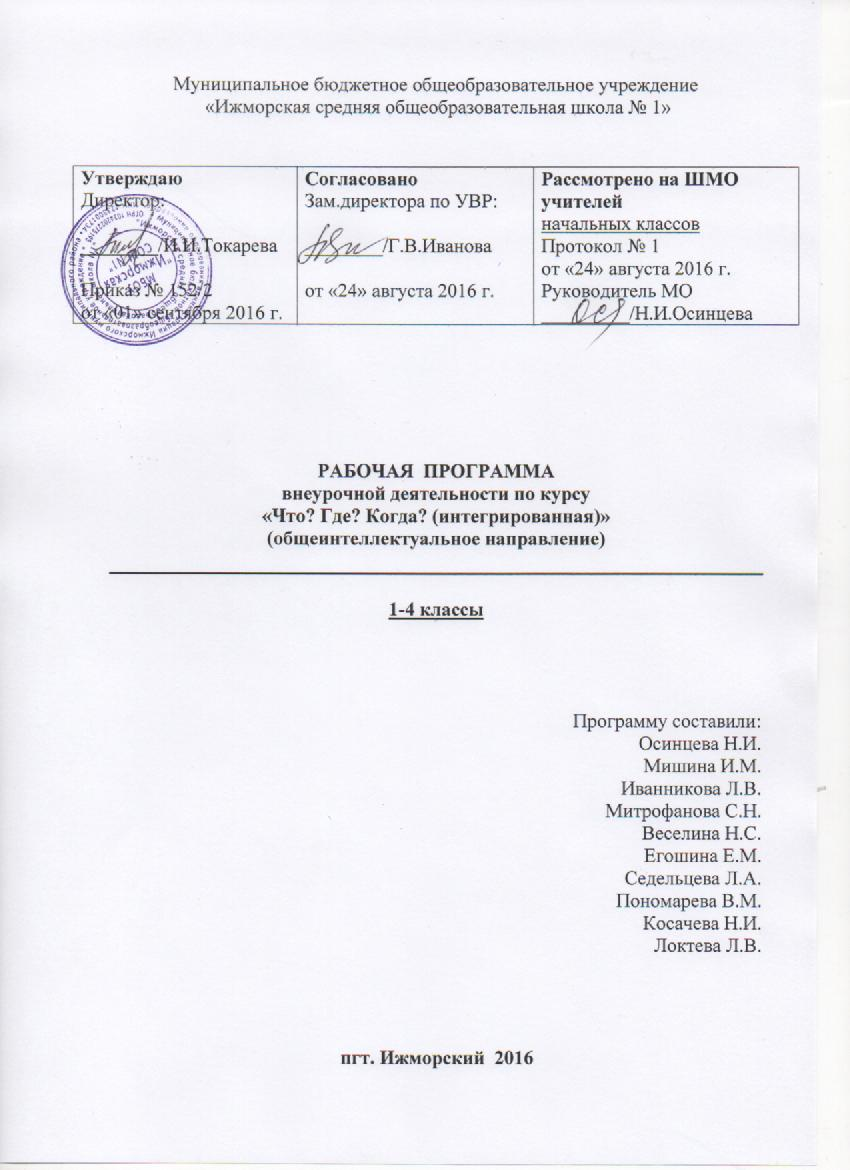 Муниципальное бюджетное общеобразовательное учреждение
«Ижморская средняя общеобразовательная школа № 1»
Утверждаю
Директор:
/И.И.Токарева
Приказ № 152/2
от «01» сентября 2016 г.
Согласовано
Зам.директора по УВР:
/Г.В.Иванова
от «24» августа 2016 г.
Рассмотрено на ШМО
учителей
начальных классов
Протокол № 1
от «24» августа 2016 г.
Руководитель МО
/Н.И.Осинцева
РАБОЧАЯ ПРОГРАММА
внеурочной деятельности по курсу
«Что? Где? Когда? (интегрированная)»
(общеинтеллектуальное направление)
1-4 классы
Программу составили:
Осинцева Н.И.
Мишина И.М.
Иванникова Л.В.
Митрофанова С.Н.
Веселина Н.С.
Егошина Е.М.
Седельцева Л.А.
Пономарева В.М.
Косачева Н.И.
Локтева Л.В.
пгт. Ижморский 2016